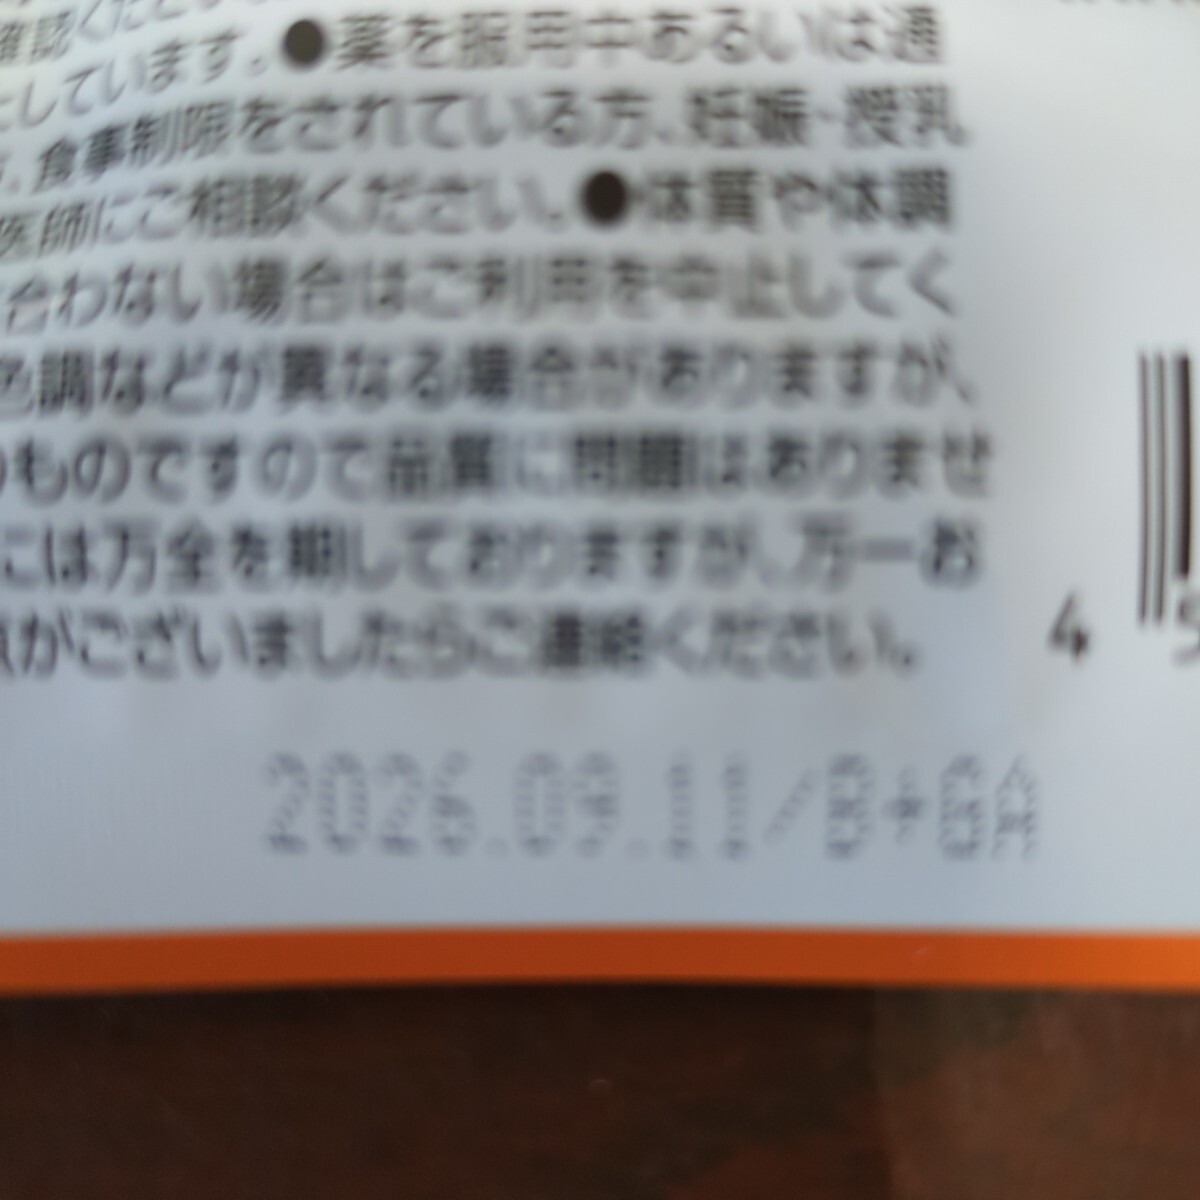 確認くださ
しています。●薬を服用中あるいは通
食事制限をされている方、妊娠・授乳
医師にご相談ください。●体質や体調
合わない場合はご利用を中止してく
色調などが異なる場合がありますが、
ものですので品質に問題はありませ
には万全を期しておりますが、万一お
がございましたらご連絡ください。
4 5
2026.09.11/